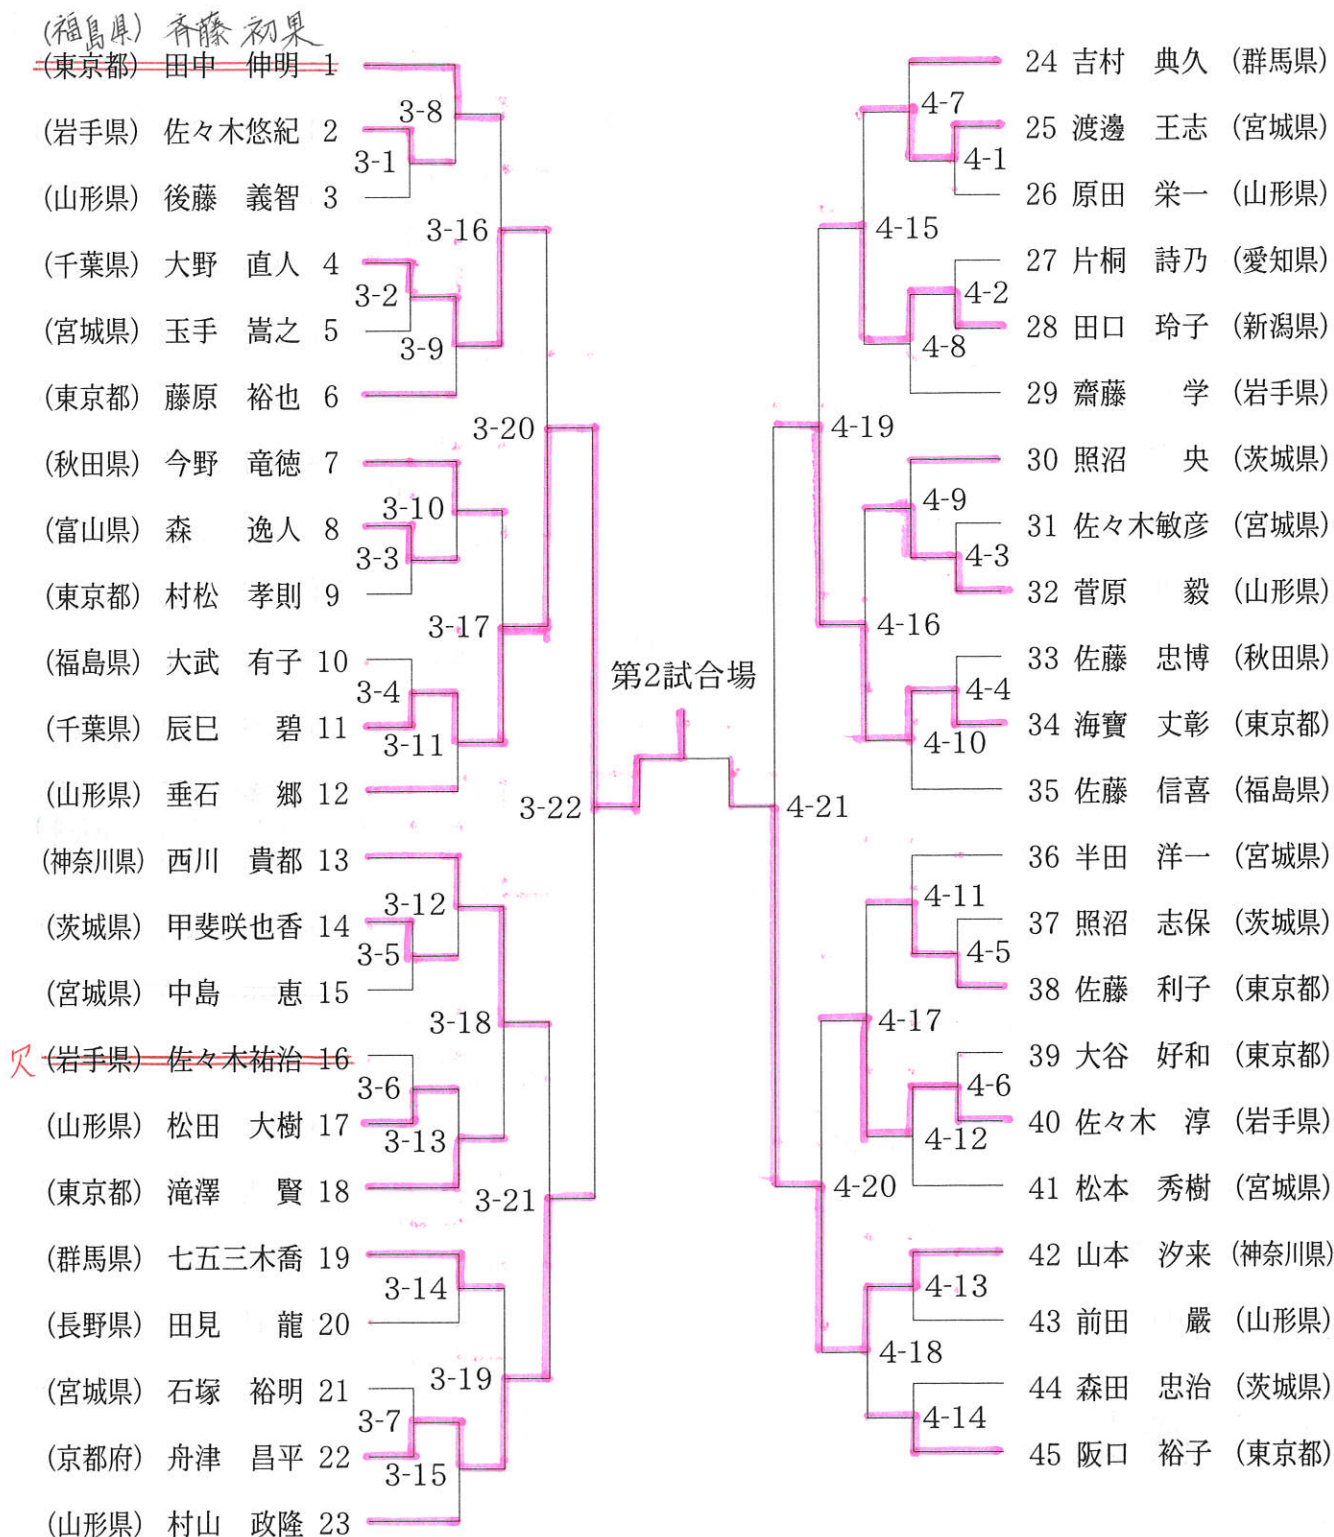 (福島県) 斉藤 初果
(東京都) 田中 伸明 1
3-8
(岩手県) 佐々木悠紀 2
3-1
(山形県) 後藤 義智 3
3-16
(千葉県) 大野 直人 4
3-2
(宮城県) 玉手 嵩之 5
3-9
(東京都) 藤原 裕也 6
3-20
(秋田県) 今野 竜徳 7
3-10
(富山県) 森 逸人 8
3-3
(東京都) 村松 孝則 9
3-17
(福島県) 大武 有子 10
3-4
(千葉県) 辰巳 碧 11
3-11
(山形県) 垂石 郷 12
3-22
(神奈川県) 西川 貴都 13
3-12
(茨城県) 甲斐咲也香 14
3-5
(宮城県) 中島 恵 15
3-18
欠 (岩手県) 佐々木祐治 16
3-6
(山形県) 松田 大樹 17
3-13
(東京都) 滝澤 賢 18
3-21
(群馬県) 七五三木喬 19
3-14
(長野県) 田見 龍 20
3-19
(宮城県) 石塚 裕明 21
3-7
(京都府) 舟津 昌平 22
3-15
(山形県) 村山 政隆 23
第2試合場
24 吉村 典久 (群馬県)
4-7
25 渡邊 王志 (宮城県)
4-1
26 原田 栄一 (山形県)
4-15
27 片桐 詩乃 (愛知県)
4-2
28 田口 玲子 (新潟県)
4-8
29 齋藤 学 (岩手県)
4-19
30 照沼 央 (茨城県)
4-9
31 佐々木敏彦 (宮城県)
4-3
32 菅原 毅 (山形県)
4-16
33 佐藤 忠博 (秋田県)
4-4
34 海寶 丈彰 (東京都)
4-10
35 佐藤 信喜 (福島県)
4-21
36 半田 洋一 (宮城県)
4-11
37 照沼 志保 (茨城県)
4-5
38 佐藤 利子 (東京都)
4-17
39 大谷 好和 (東京都)
4-6
40 佐々木 淳 (岩手県)
4-12
41 松本 秀樹 (宮城県)
4-20
42 山本 汐来 (神奈川県)
4-13
43 前田 嚴 (山形県)
4-18
44 森田 忠治 (茨城県)
4-14
45 阪口 裕子 (東京都)